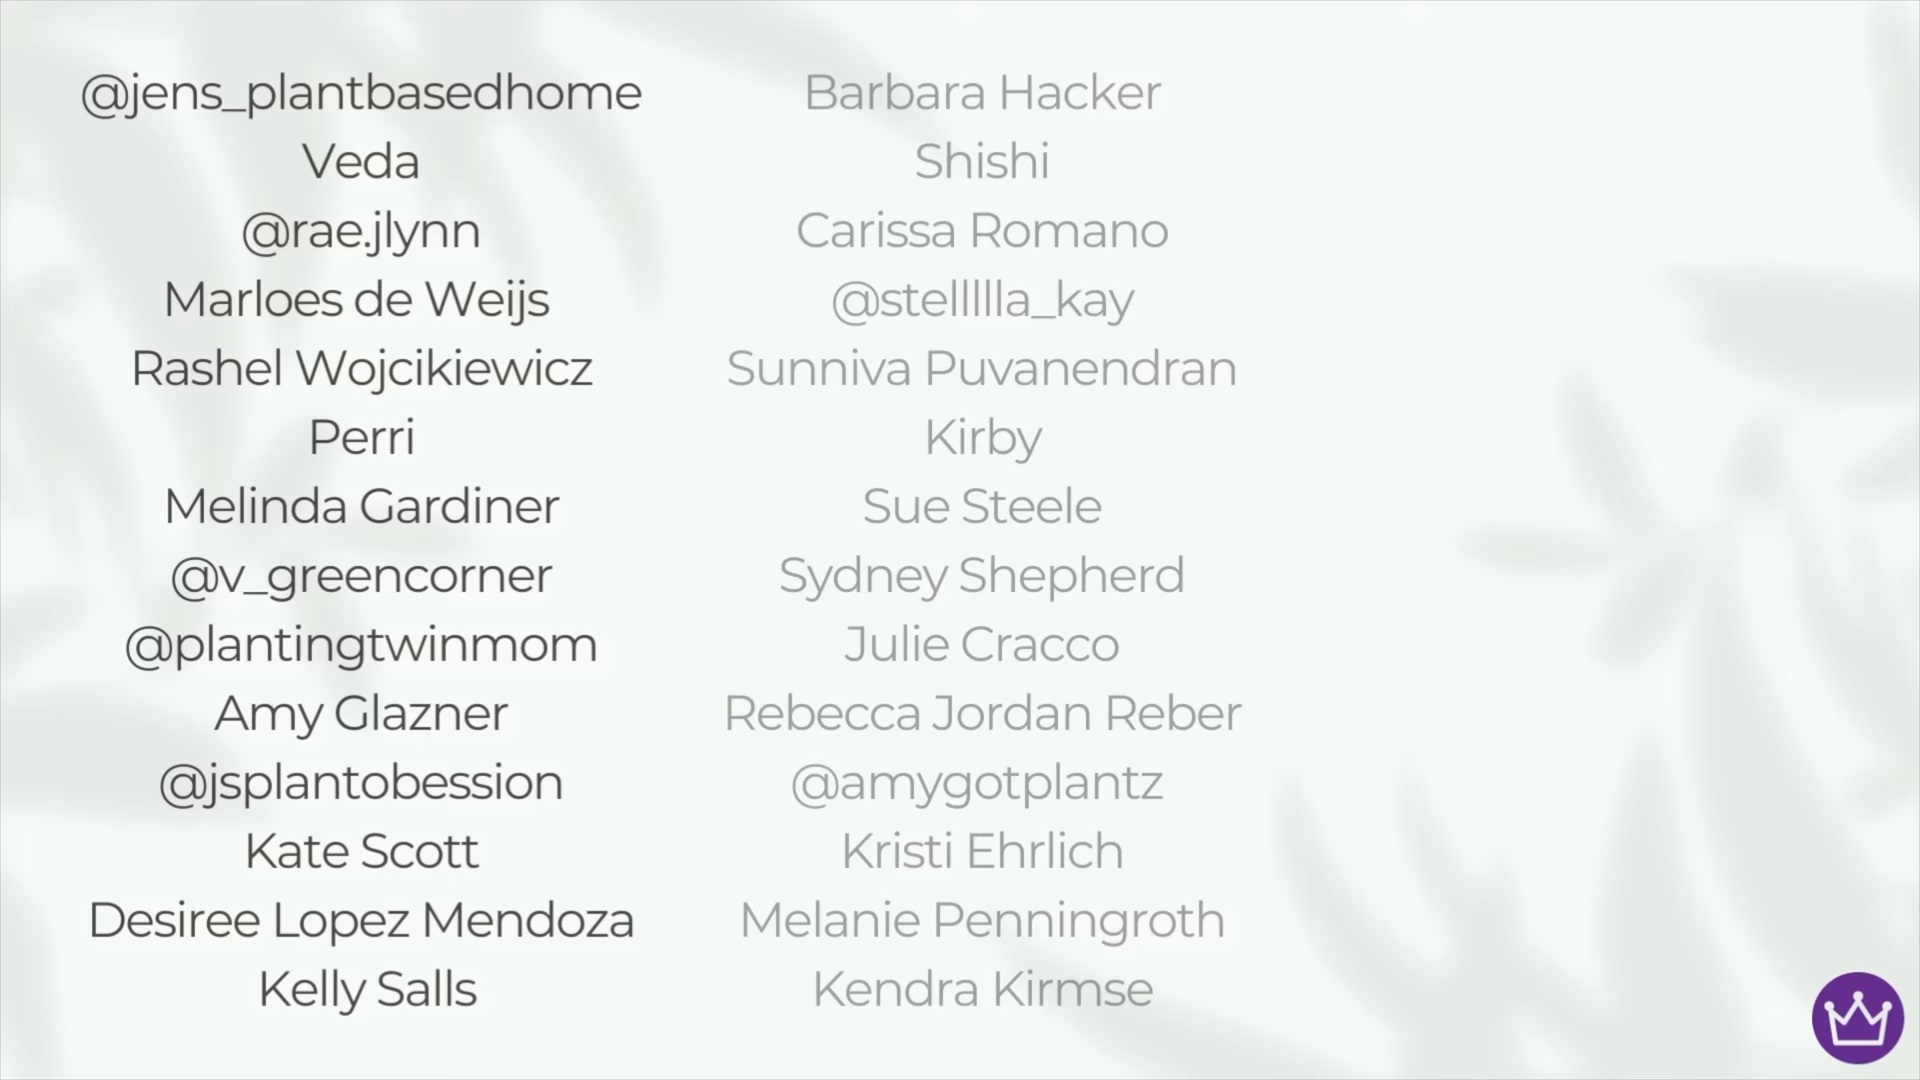 @jens_plantbasedhome
Veda
@rae.jlynn
Marloes de Weijs
Rashel Wojcikiewicz
Perri
Melinda Gardiner
@v_greencorner
@plantingtwinmom
Amy Glazner
@jsplantobession
Kate Scott
Desiree Lopez Mendoza
Kelly Salls
Barbara Hacker
Shishi
Carissa Romano
@stelllllla_kay
Sunniva Puvanendran
Kirby
Sue Steele
Sydney Shepherd
Julie Cracco
Rebecca Jordan Reber
@amygotplantz
Kristi Ehrlich
Melanie Penningroth
Kendra Kirmse